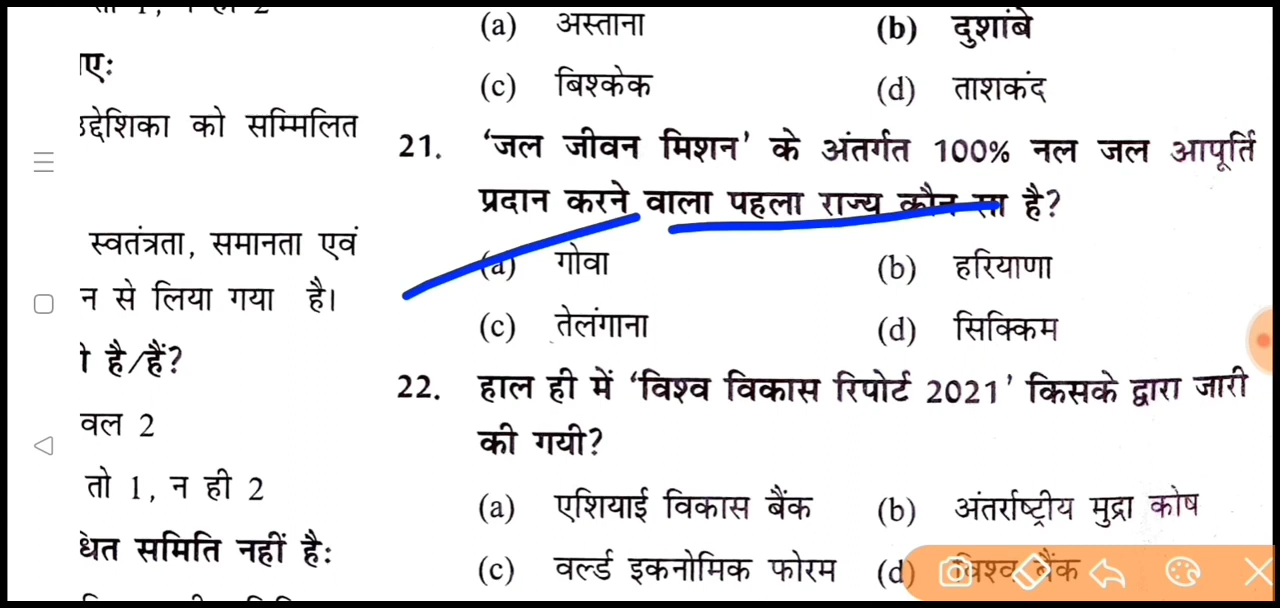 एः
उद्देशिका को सम्मिलित
स्वतंत्रता, समानता एवं
न से लिया गया है।
है/हैं?
वल 2
तो 1, न ही 2
धित समिति नहीं है:
(a) अस्ताना (b) दुशांबे
(c) बिश्केक (d) ताशकंद
21. ‘जल जीवन मिशन’ के अंतर्गत 100% नल जल आपूर्ति
प्रदान करने वाला पहला राज्य कौन सा है?
(a) गोवा (b) हरियाणा
(c) तेलंगाना (d) सिक्किम
22. हाल ही में ‘विश्व विकास रिपोर्ट 2021’ किसके द्वारा जारी
की गयी?
(a) एशियाई विकास बैंक (b) अंतर्राष्ट्रीय मुद्रा कोष
(c) वर्ल्ड इकनोमिक फोरम (d) विश्व बैंक